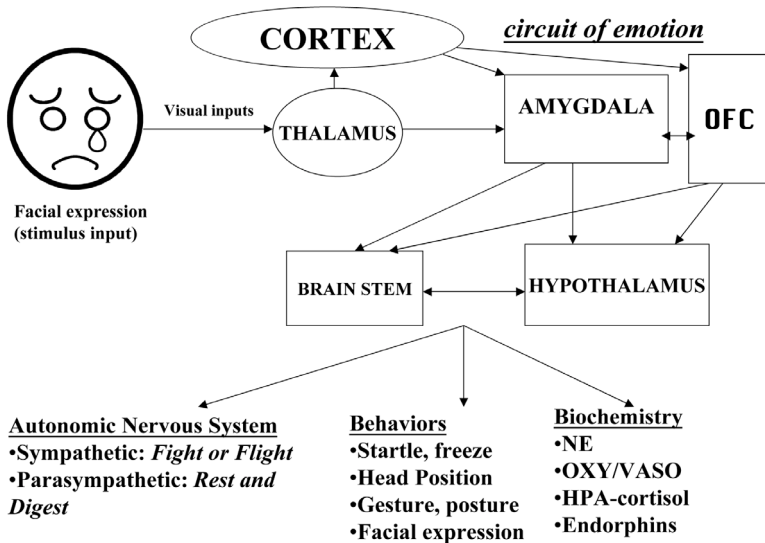 CORTEX
circuit of emotion
Visual inputs
THALAMUS
AMYGDALA
OFC
Facial expression
(stimulus input)
BRAIN STEM
HYPOTHALAMUS
Autonomic Nervous System
•Sympathetic: Fight or Flight
•Parasympathetic: Rest and
Digest
Behaviors
•Startle, freeze
•Head Position
•Gesture, posture
•Facial expression
Biochemistry
•NE
•OXY/VASO
•HPA-cortisol
•Endorphins